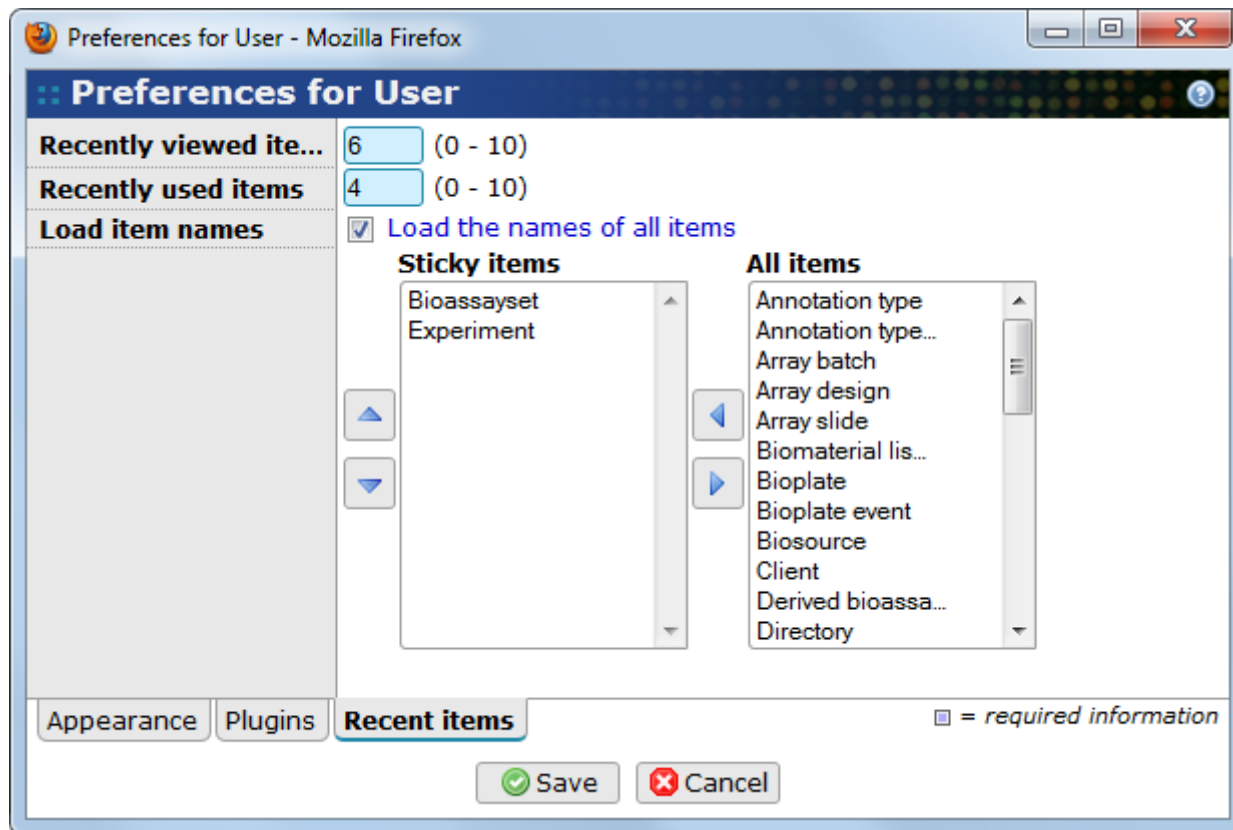 Preferences for User - Mozilla Firefox
:: Preferences for User
Recently viewed ite... 6 (0 - 10)
Recently used items 4 (0 - 10)
Load item names Load the names of all items
Sticky items All items
Bioassayset Annotation type
Experiment Annotation type...
Array batch
Array design
Array slide
Biomaterial lis...
Bioplate
Bioplate event
Biosource
Client
Derived bioassa...
Directory
Appearance Plugins Recent items = required information
Save Cancel